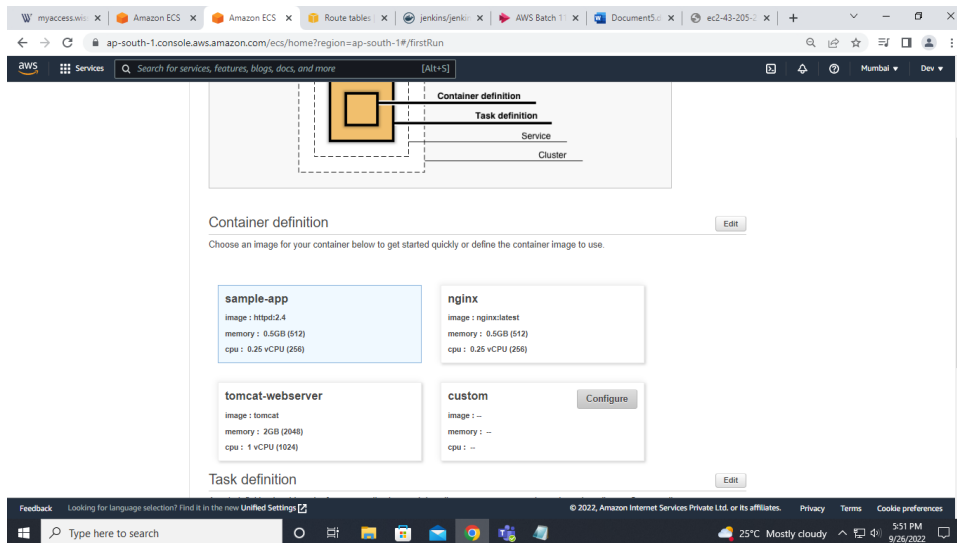 myaccess.wis
Amazon ECS
Amazon ECS
Route tables
jenkins/jenkin
AWS Batch 1
Document5.d
ec2-43-205-2
ap-south-1.console.aws.amazon.com/ecs/home?region=ap-south-1#/firstRun
aws
Services
Search for services, features, blogs, docs, and more
[Alt+S]
Mumbai
Dev
Container definition
Task definition
Service
Cluster
Container definition
Edit
Choose an image for your container below to get started quickly or define the container image to use.
sample-app
image : httpd:2.4
memory : 0.5GB (512)
cpu : 0.25 vCPU (256)
nginx
image : nginx:latest
memory : 0.5GB (512)
cpu : 0.25 vCPU (256)
tomcat-webserver
image : tomcat
memory : 2GB (2048)
cpu : 1 vCPU (1024)
custom
Configure
image : --
memory : --
cpu : --
Task definition
Edit
Feedback
Looking for language selection? Find it in the new Unified Settings
© 2022, Amazon Internet Services Private Ltd. or its affiliates.
Privacy
Terms
Cookie preferences
Type here to search
25°C Mostly cloudy
5:51 PM
9/26/2022